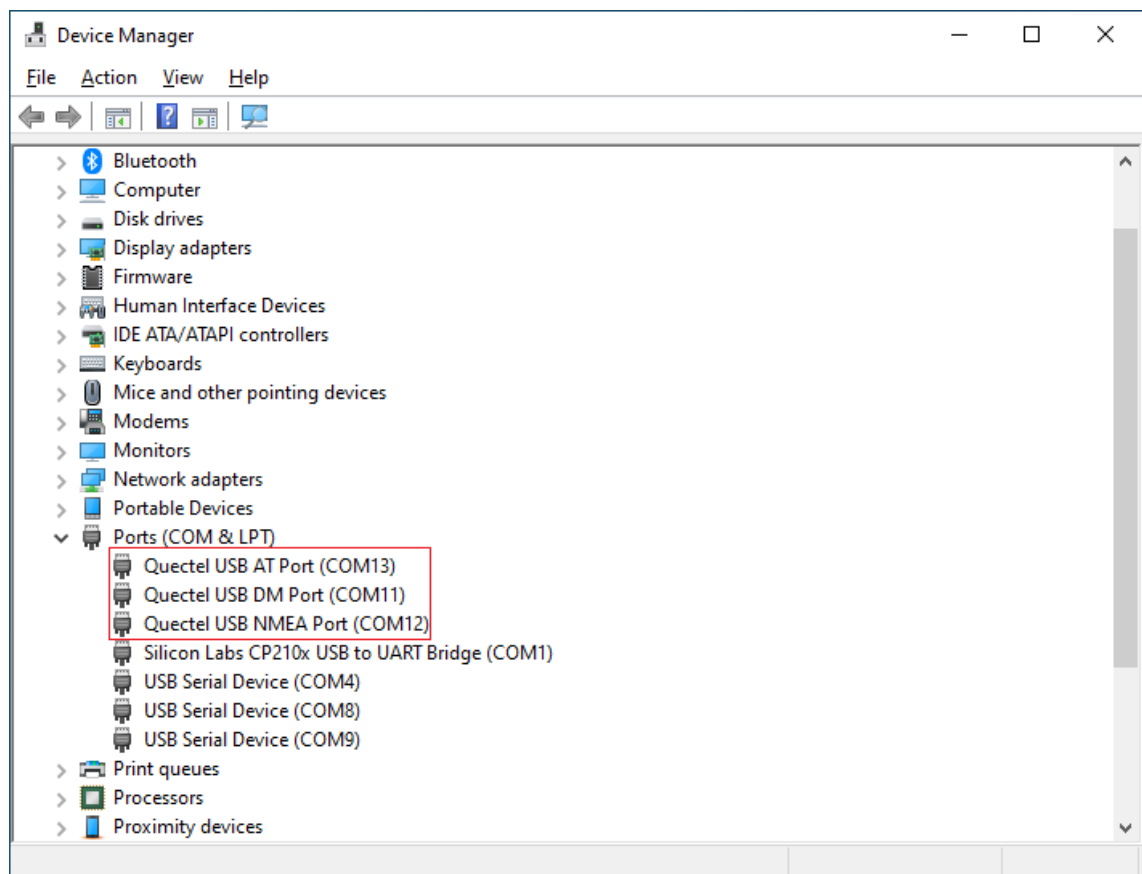 Device Manager
File Action View Help
Bluetooth
Computer
Disk drives
Display adapters
Firmware
Human Interface Devices
IDE ATA/ATAPI controllers
Keyboards
Mice and other pointing devices
Modems
Monitors
Network adapters
Portable Devices
Ports (COM & LPT)
Quectel USB AT Port (COM13)
Quectel USB DM Port (COM11)
Quectel USB NMEA Port (COM12)
Silicon Labs CP210x USB to UART Bridge (COM1)
USB Serial Device (COM4)
USB Serial Device (COM8)
USB Serial Device (COM9)
Print queues
Processors
Proximity devices